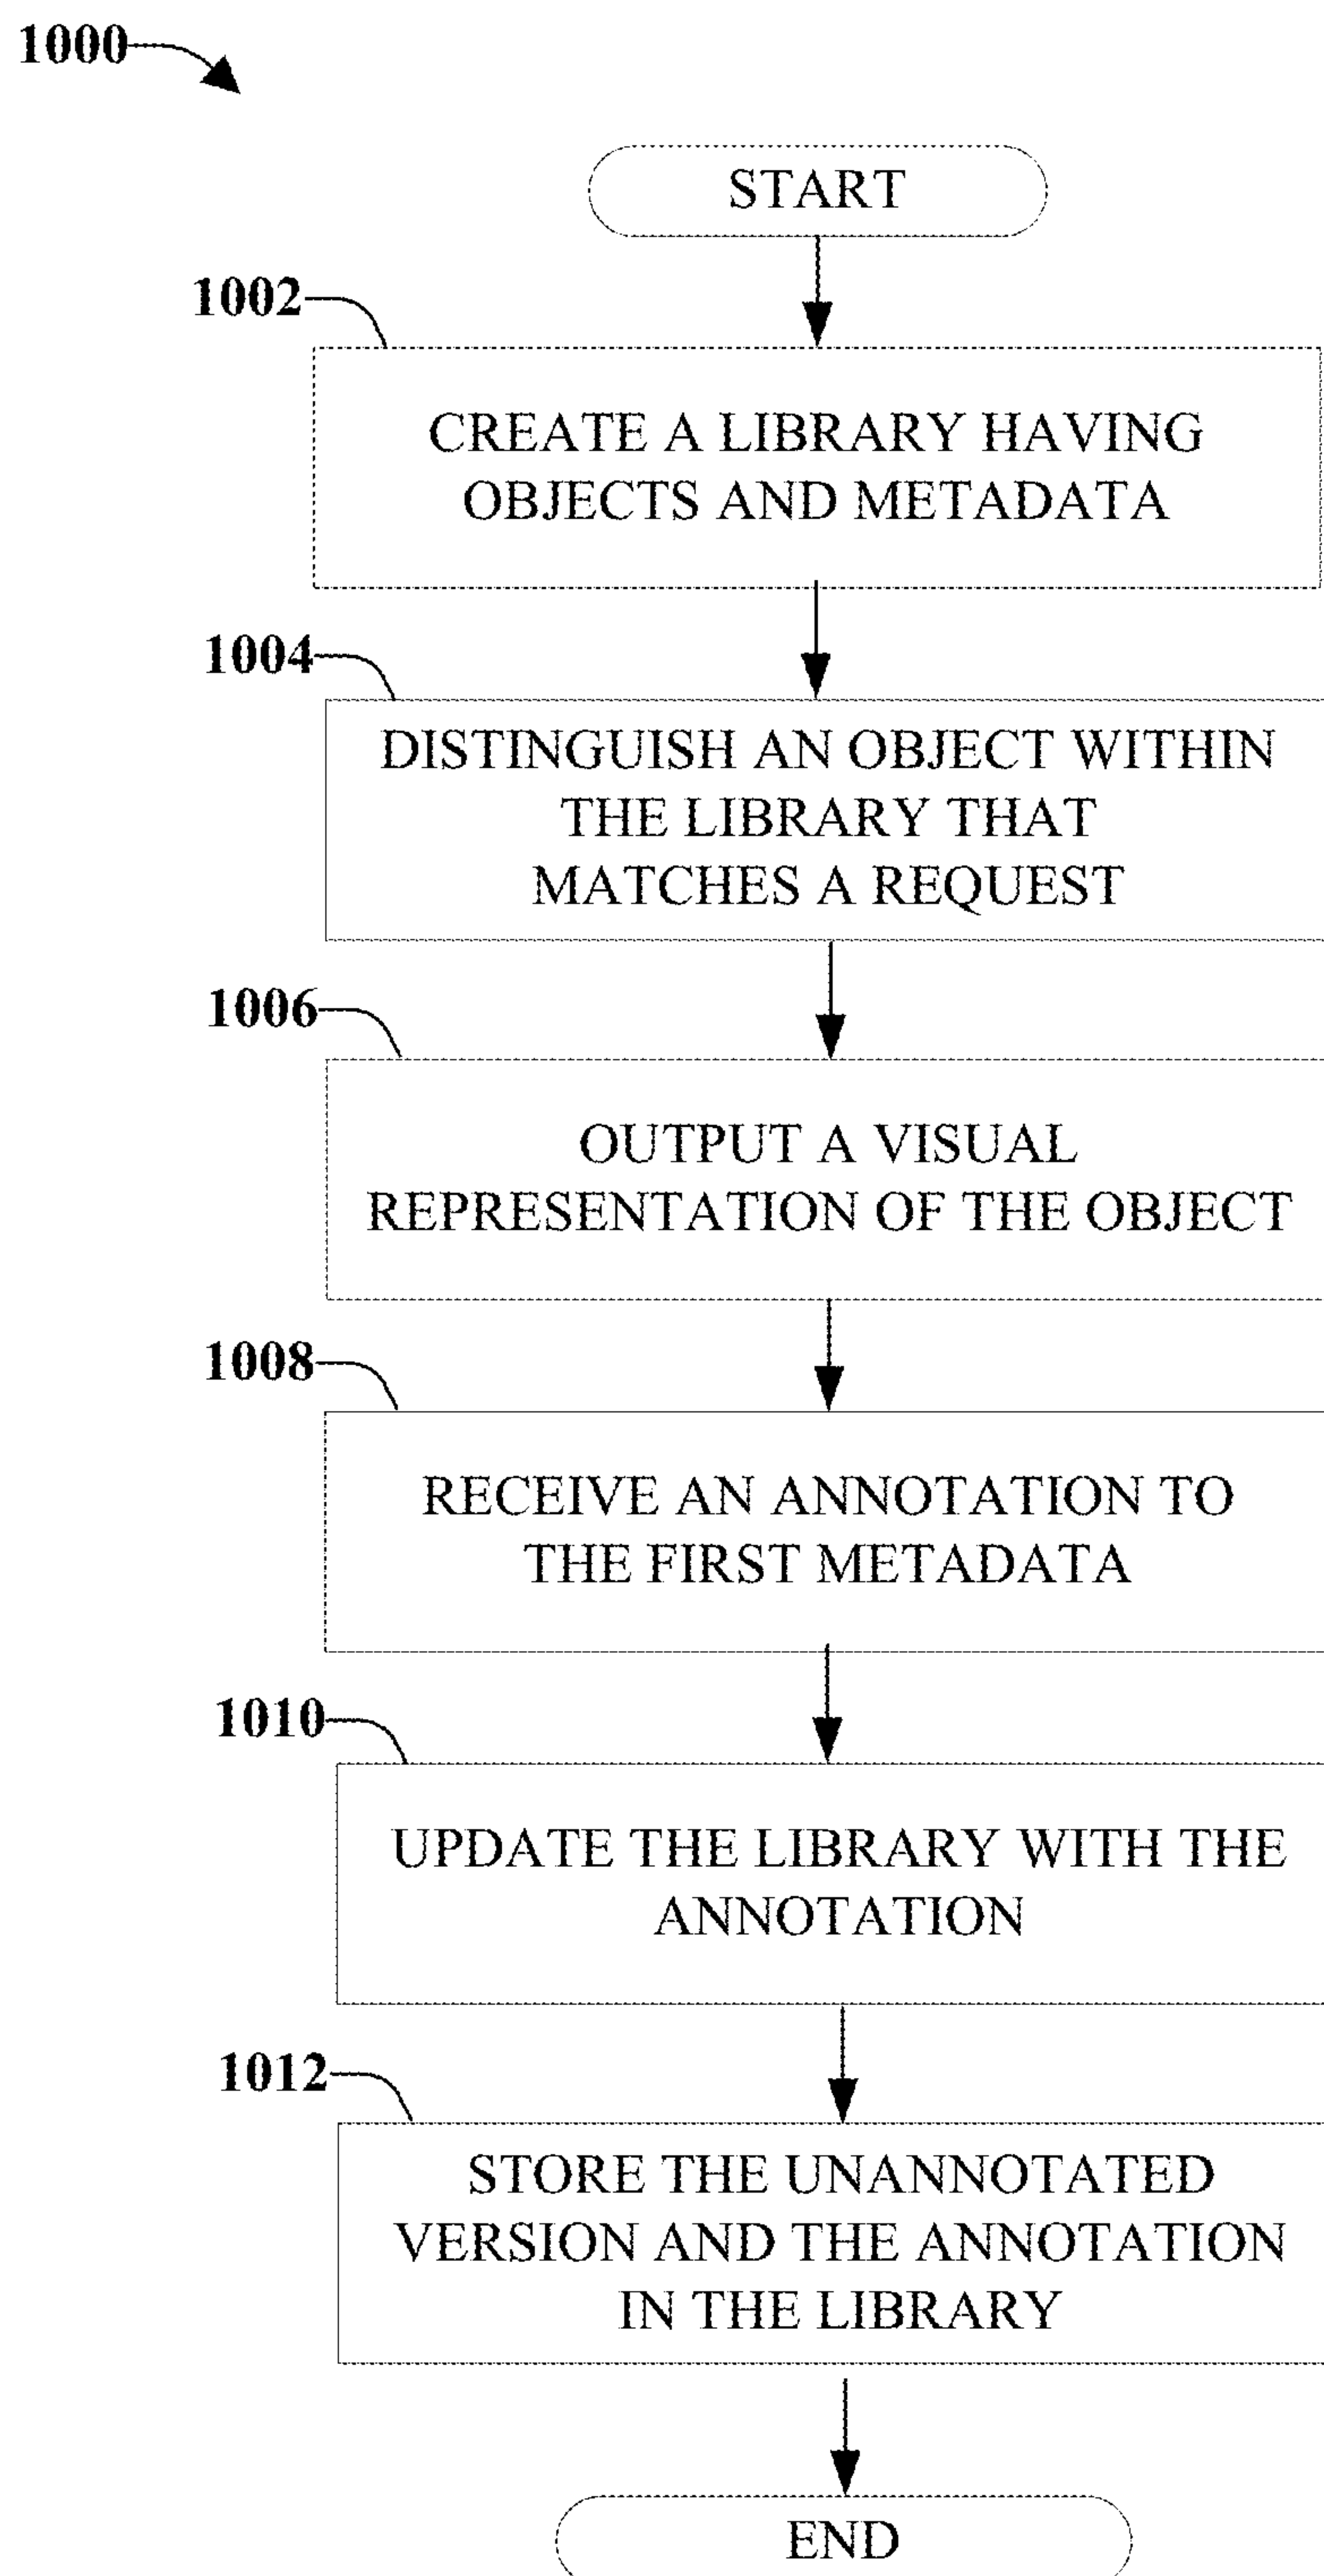 1000
START
1002
CREATE A LIBRARY HAVING
OBJECTS AND METADATA
1004
DISTINGUISH AN OBJECT WITHIN
THE LIBRARY THAT
MATCHES A REQUEST
1006
OUTPUT A VISUAL
REPRESENTATION OF THE OBJECT
1008
RECEIVE AN ANNOTATION TO
THE FIRST METADATA
1010
UPDATE THE LIBRARY WITH THE
ANNOTATION
1012
STORE THE UNANNOTATED
VERSION AND THE ANNOTATION
IN THE LIBRARY
END